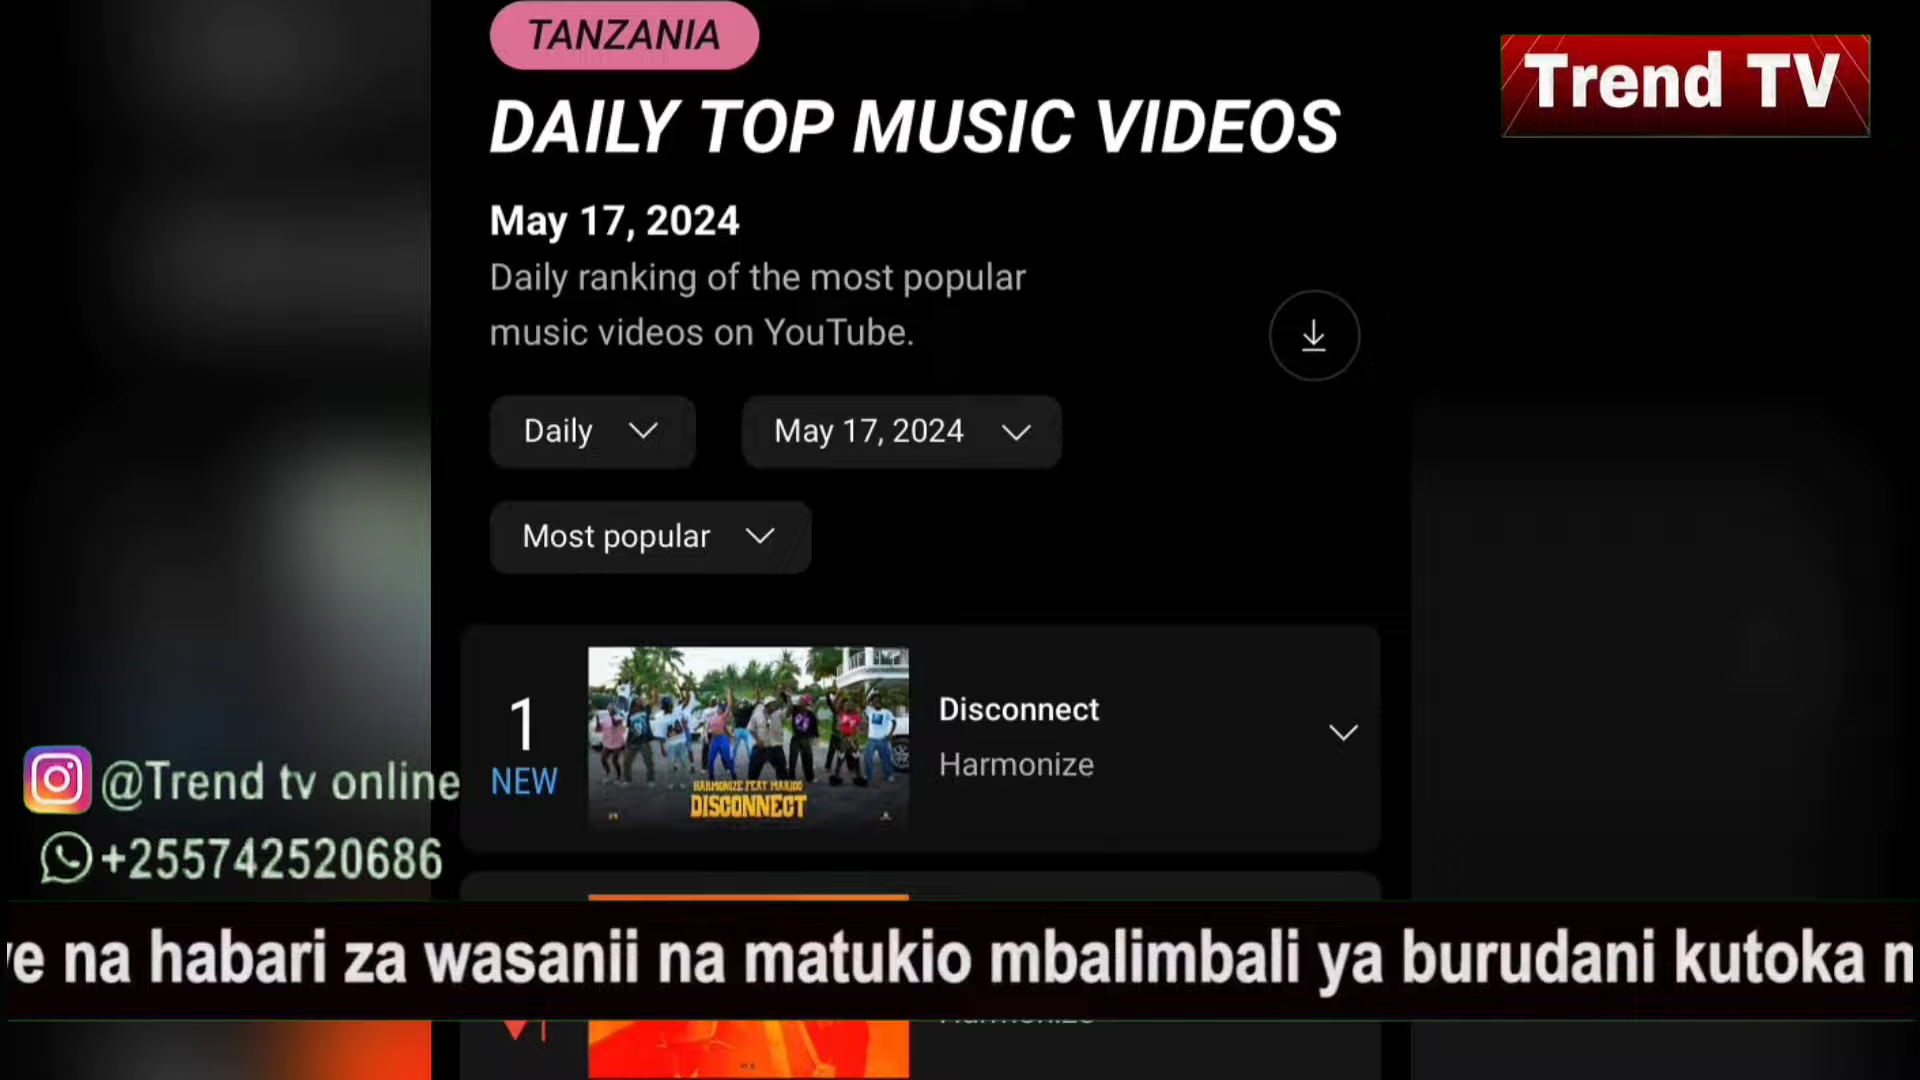 TANZANIA
Trend TV
DAILY TOP MUSIC VIDEOS
May 17, 2024
Daily ranking of the most popular
music videos on YouTube.
Daily
May 17, 2024
Most popular
1
NEW
Disconnect
Harmonize
HARMONIZE FEAT MARIOO
DISCONNECT
@Trend tv online
+255742520686
na habari za wasanii na matukio mbalimbali ya burudani kutoka